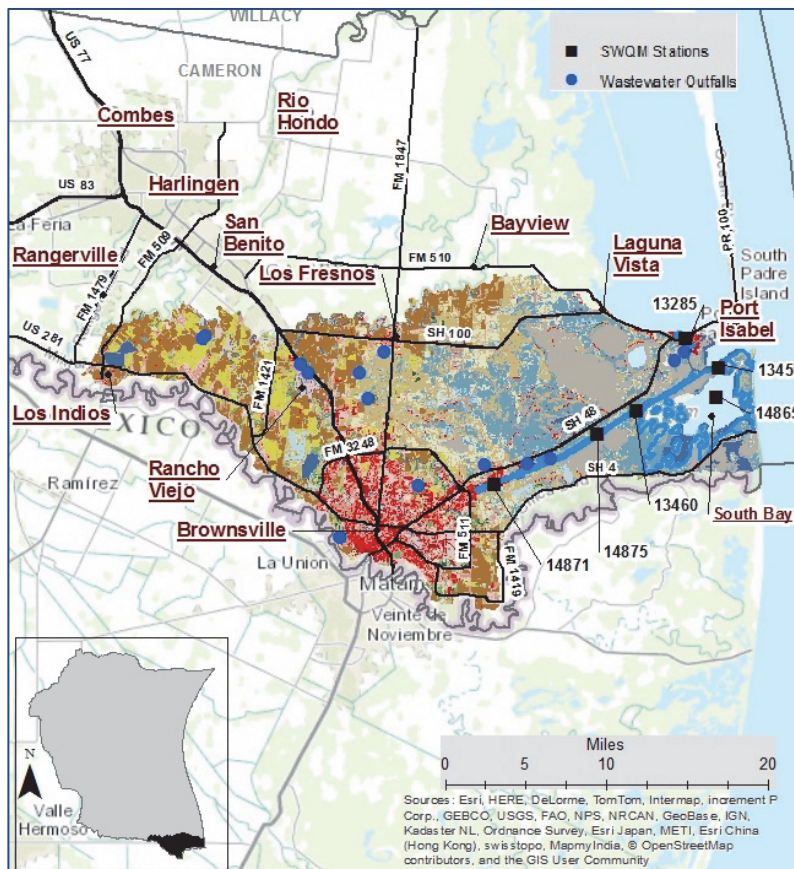 WILLACY
US 77
CAMERON
SWQM Stations
Wastewater Outfalls
Combes
Rio
Hondo
FM 1847
PR 100
US 83
Harlingen
La Feria
FM 509
San
Benito
Bayview
Laguna
Vista
South
Padre
Island
Rangerville
FM 1479
Los Fresnos
FM 510
13285
Port
Isabel
US 281
SH 100
1345
14865
Los Indios
FM 1421
SH 48
XICO
FM 3248
Rancho
Viejo
SH 4
Ramírez
13460
South Bay
Brownsville
FM 511
14875
La Union
14871
FM 1419
Matam
Veinte de
Noviembre
Miles
0 5 10 20
N
Valle
Hermoso
Sources: Esri, HERE, DeLorme, TomTom, Intermap, increment P
Corp., GEBCO, USGS, FAO, NPS, NRCAN, GeoBase, IGN,
Kadaster NL, Ordnance Survey, Esri Japan, METI, Esri China
(Hong Kong), swisstopo, MapmyIndia, © OpenStreetMap
contributors, and the GIS User Community